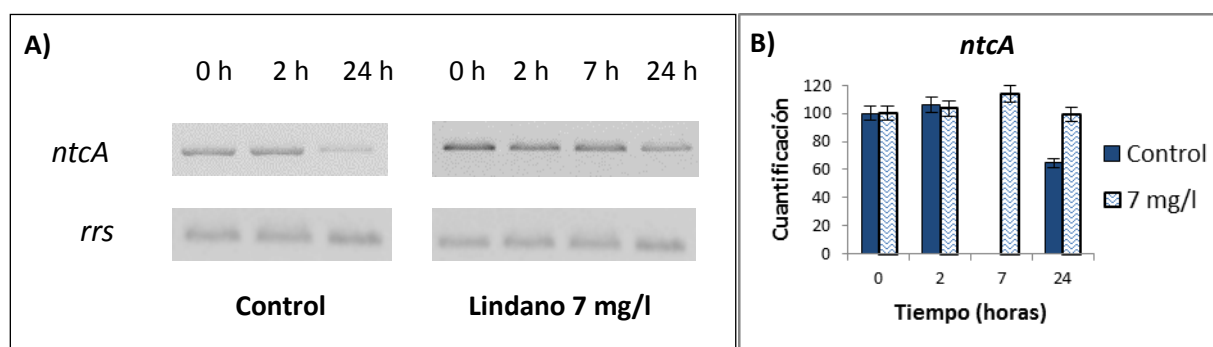 A)
0 h 2 h 24 h 0 h 2 h 7 h 24 h
ntcA
rrs
Control Lindano 7 mg/l
B)
ntcA
Cuantificación
120
100
80
60
40
20
0
0 2 7 24
Tiempo (horas)
Control
7 mg/l